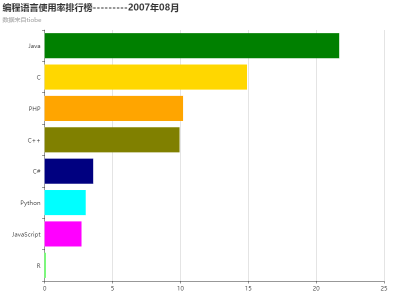 编程语言使用率排行榜---------2007年08月
数据来自tiobe
Java
C
PHP
C++
C#
Python
JavaScript
R
0 5 10 15 20 25